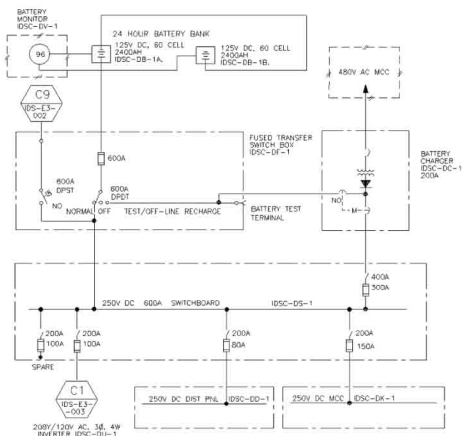 BATTERY
MONITOR
IDSC-DV-1
24 HOUR BATTERY BANK
125V DC, 60 CELL
2400AH
IDSC-DB-1A.
125V DC, 60 CELL
2400AH
IDSC-DB-1B.
96
480V AC MCC
C9
IDS-E3-
002
FUSED TRANSFER
SWITCH BOX
IDSC-DF-1
BATTERY
CHARGER
IDSC-DC-1
200A
600A
600A
DPST
NO
600A
DPDT
NORMAL
OFF
TEST/OFF-LINE RECHARGE
BATTERY TEST
TERMINAL
NO
M
400A
300A
250V DC 600A SWITCHBOARD
IDSC-DS-1
200A
100A
200A
100A
200A
60A
200A
150A
SPARE
C1
IDS-E3-
-003
250V DC DIST PNL
IDSC-DD-1
250V DC MCC
IDSC-DK-1
208Y/120V AC, 3Ø, 4W
INVERTER IDSC-DU-1